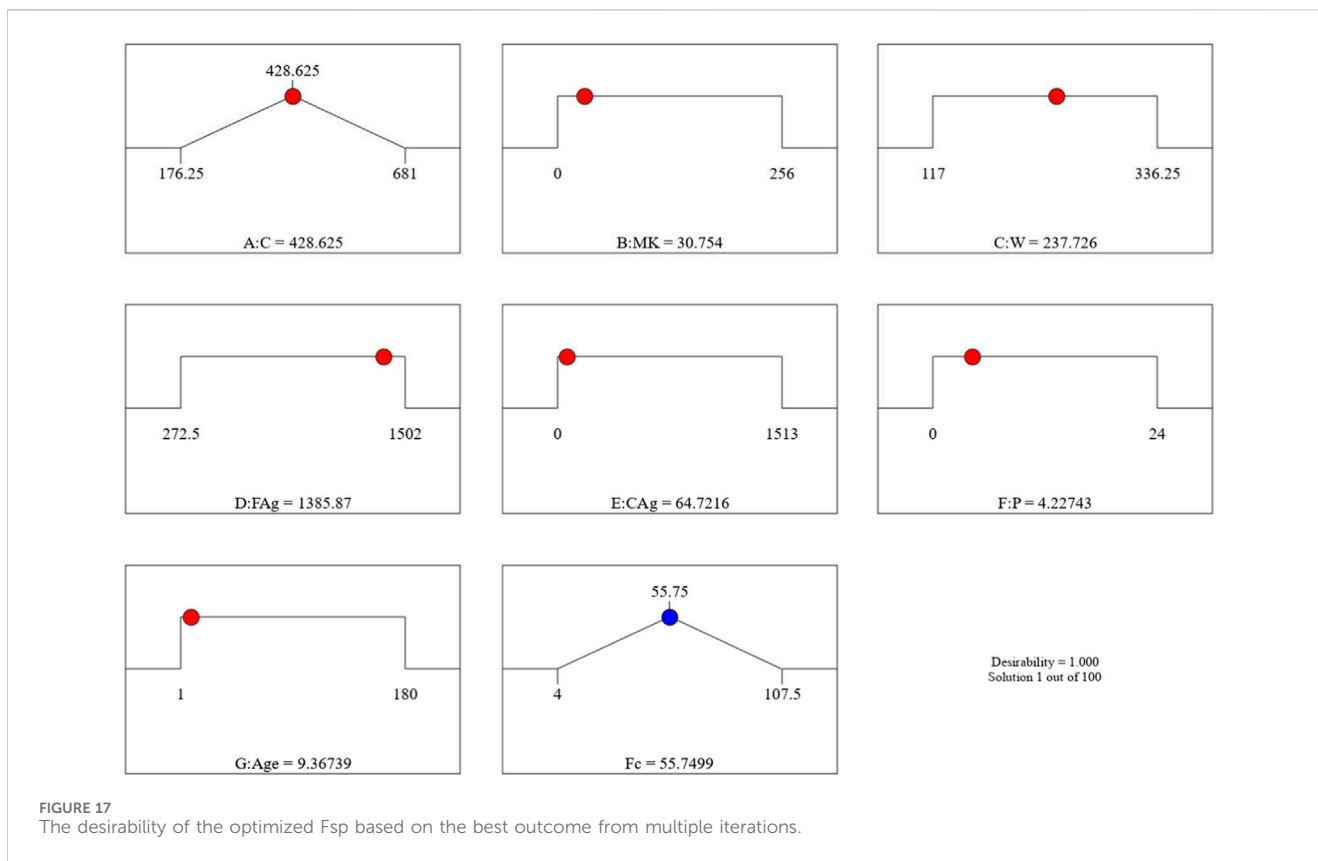 428.625
176.25 681
A:C = 428.625
0 256
B:MK = 30.754
117 336.25
C:W = 237.726
272.5 1502
D:FAg = 1385.87
0 1513
E:CAg = 64.7216
0 24
F:P = 4.22743
1 180
G:Age = 9.36739
55.75
4 107.5
Fc = 55.7499
Desirability = 1.000
Solution 1 out of 100
FIGURE 17
The desirability of the optimized Fsp based on the best outcome from multiple iterations.